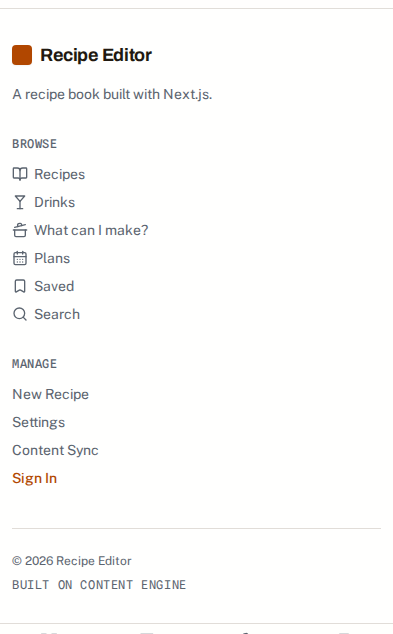 Recipe Editor
A recipe book built with Next.js.
BROWSE
Recipes
Drinks
What can I make?
Plans
Saved
Search
MANAGE
New Recipe
Settings
Content Sync
Sign In
© 2026 Recipe Editor
BUILT ON CONTENT ENGINE